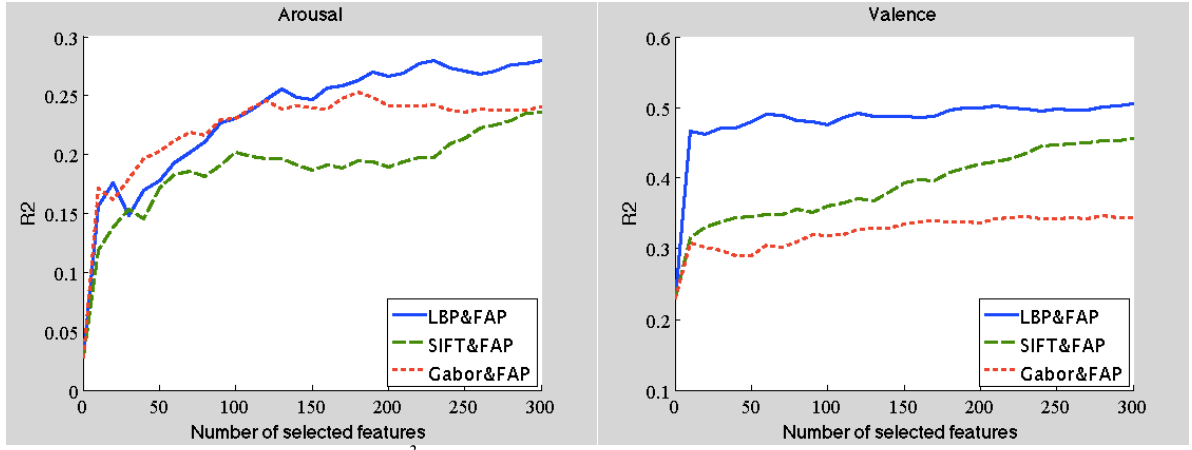 Arousal
0.3
0.25
0.2
0.15
0.1
0.05
0
R2
0 50 100 150 200 250 300
Number of selected features
LBP&FAP
SIFT&FAP
Gabor&FAP
Valence
0.6
0.5
0.4
0.3
0.2
0.1
R2
0 50 100 150 200 250 300
Number of selected features
LBP&FAP
SIFT&FAP
Gabor&FAP
2